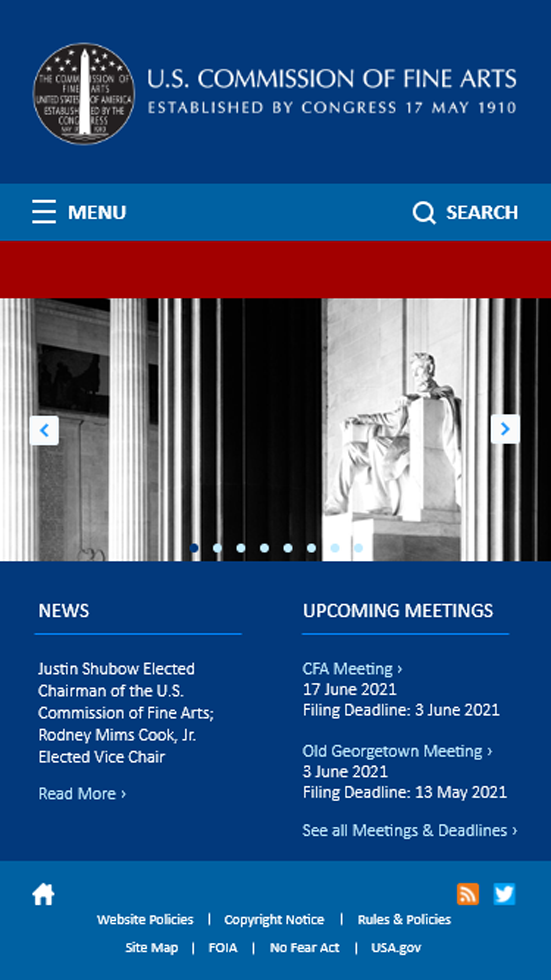 THE COMMISSION OF
FINE ARTS
UNITED STATES OF AMERICA
ESTABLISHED BY THE
CONGRESS
MAY 1910
U.S. COMMISSION OF FINE ARTS
ESTABLISHED BY CONGRESS 17 MAY 1910
MENU
SEARCH
NEWS
Justin Shubow Elected
Chairman of the U.S.
Commission of Fine Arts;
Rodney Mims Cook, Jr.
Elected Vice Chair
Read More ›
UPCOMING MEETINGS
CFA Meeting ›
17 June 2021
Filing Deadline: 3 June 2021
Old Georgetown Meeting ›
3 June 2021
Filing Deadline: 13 May 2021
See all Meetings & Deadlines ›
Website Policies | Copyright Notice | Rules & Policies
Site Map | FOIA | No Fear Act | USA.gov